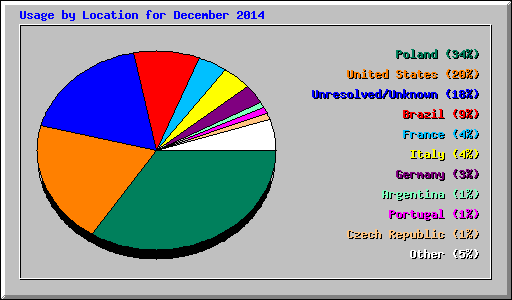 Usage by Location for December 2014
Poland (34%)
United States (20%)
Unresolved/Unknown (18%)
Brazil (9%)
France (4%)
Italy (4%)
Germany (3%)
Argentina (1%)
Portugal (1%)
Czech Republic (1%)
Other (5%)